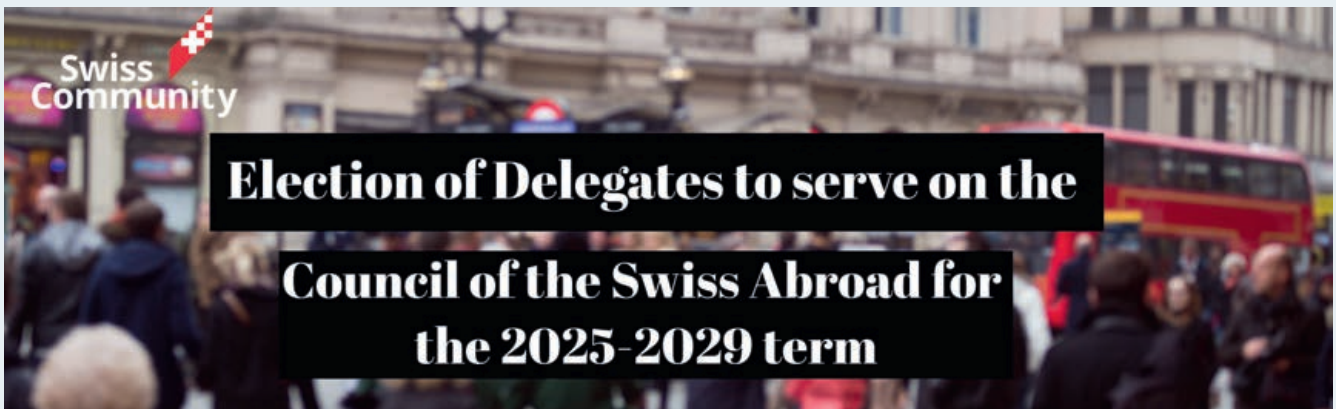 Swiss
Community
Election of Delegates to serve on the
Council of the Swiss Abroad for
the 2025-2029 term